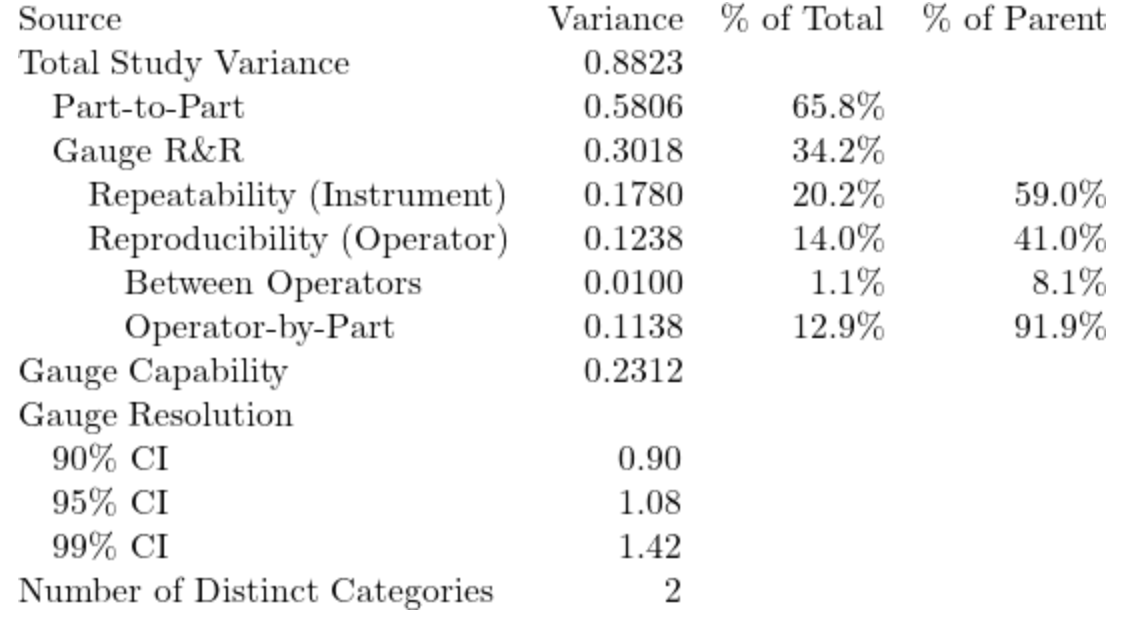 Source Variance % of Total % of Parent
Total Study Variance 0.8823
Part-to-Part 0.5806 65.8%
Gauge R&R 0.3018 34.2%
Repeatability (Instrument) 0.1780 20.2% 59.0%
Reproducibility (Operator) 0.1238 14.0% 41.0%
Between Operators 0.0100 1.1% 8.1%
Operator-by-Part 0.1138 12.9% 91.9%
Gauge Capability 0.2312
Gauge Resolution
90% CI 0.90
95% CI 1.08
99% CI 1.42
Number of Distinct Categories 2